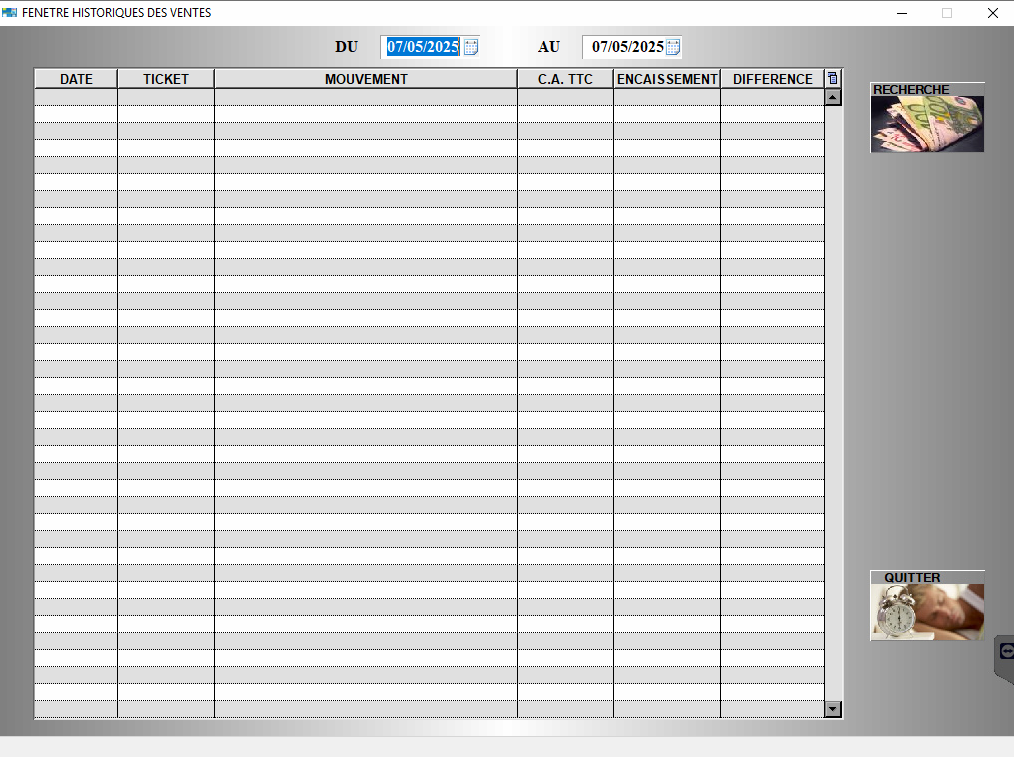 FENETRE HISTORIQUES DES VENTES
DU 07/05/2025 AU 07/05/2025
DATE TICKET MOUVEMENT C.A. TTC ENCAISSEMENT DIFFERENCE
RECHERCHE
QUITTER